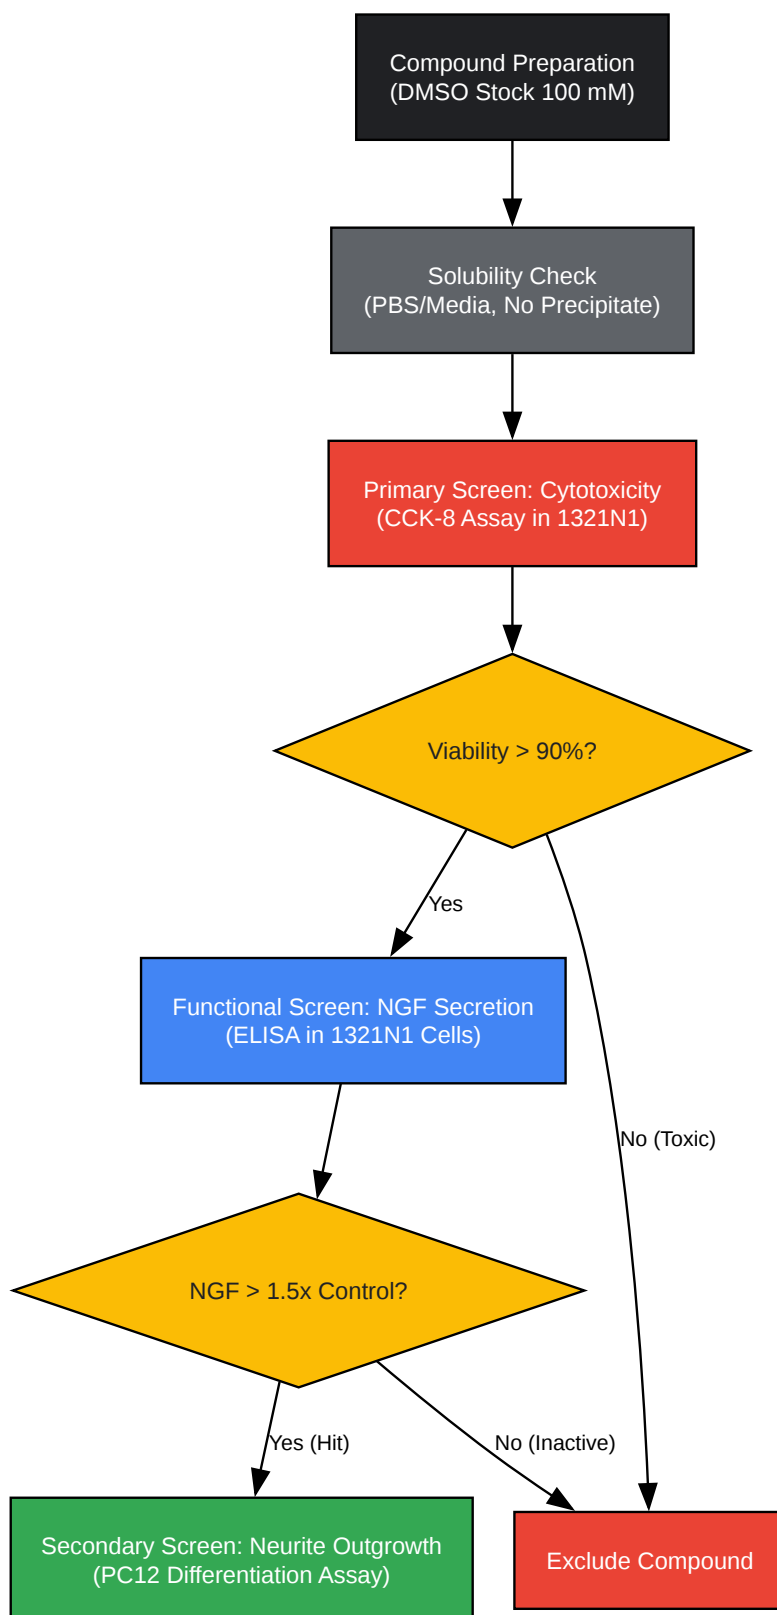 Compound Preparation
(DMSO Stock 100 mM)
Solubility Check
(PBS/Media, No Precipitate)
Primary Screen: Cytotoxicity
(CCK-8 Assay in 1321N1)
Viability > 90%?
Yes
Functional Screen: NGF Secretion
(ELISA in 1321N1 Cells)
No (Toxic)
NGF > 1.5x Control?
Yes (Hit)
No (Inactive)
Secondary Screen: Neurite Outgrowth
(PC12 Differentiation Assay)
Exclude Compound